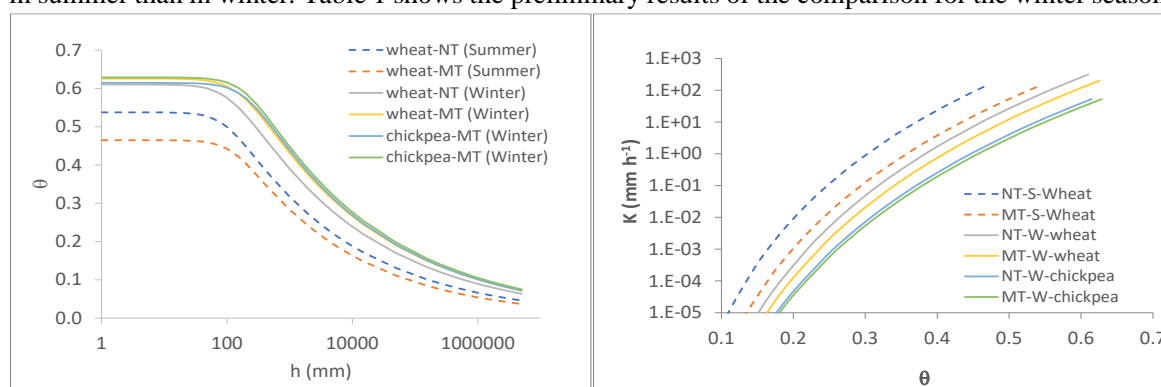 in summer than in winter. Table 1 shows the preliminary results of the comparison for the winter season
0.7
0.6
0.5
0.4
0.3
0.2
0.1
0.0
θ
1
100
10000
1000000
h (mm)
wheat-NT (Summer)
wheat-MT (Summer)
wheat-NT (Winter)
wheat-MT (Winter)
chickpea-MT (Winter)
chickpea-MT (Winter)
1.E+03
1.E+02
1.E+01
1.E+00
1.E-01
1.E-02
1.E-03
1.E-04
1.E-05
K (mm h⁻¹)
0.1
0.2
0.3
0.4
0.5
0.6
0.7
θ
NT-S-Wheat
MT-S-Wheat
NT-W-wheat
MT-W-wheat
NT-W-chickpea
MT-W-chickpea